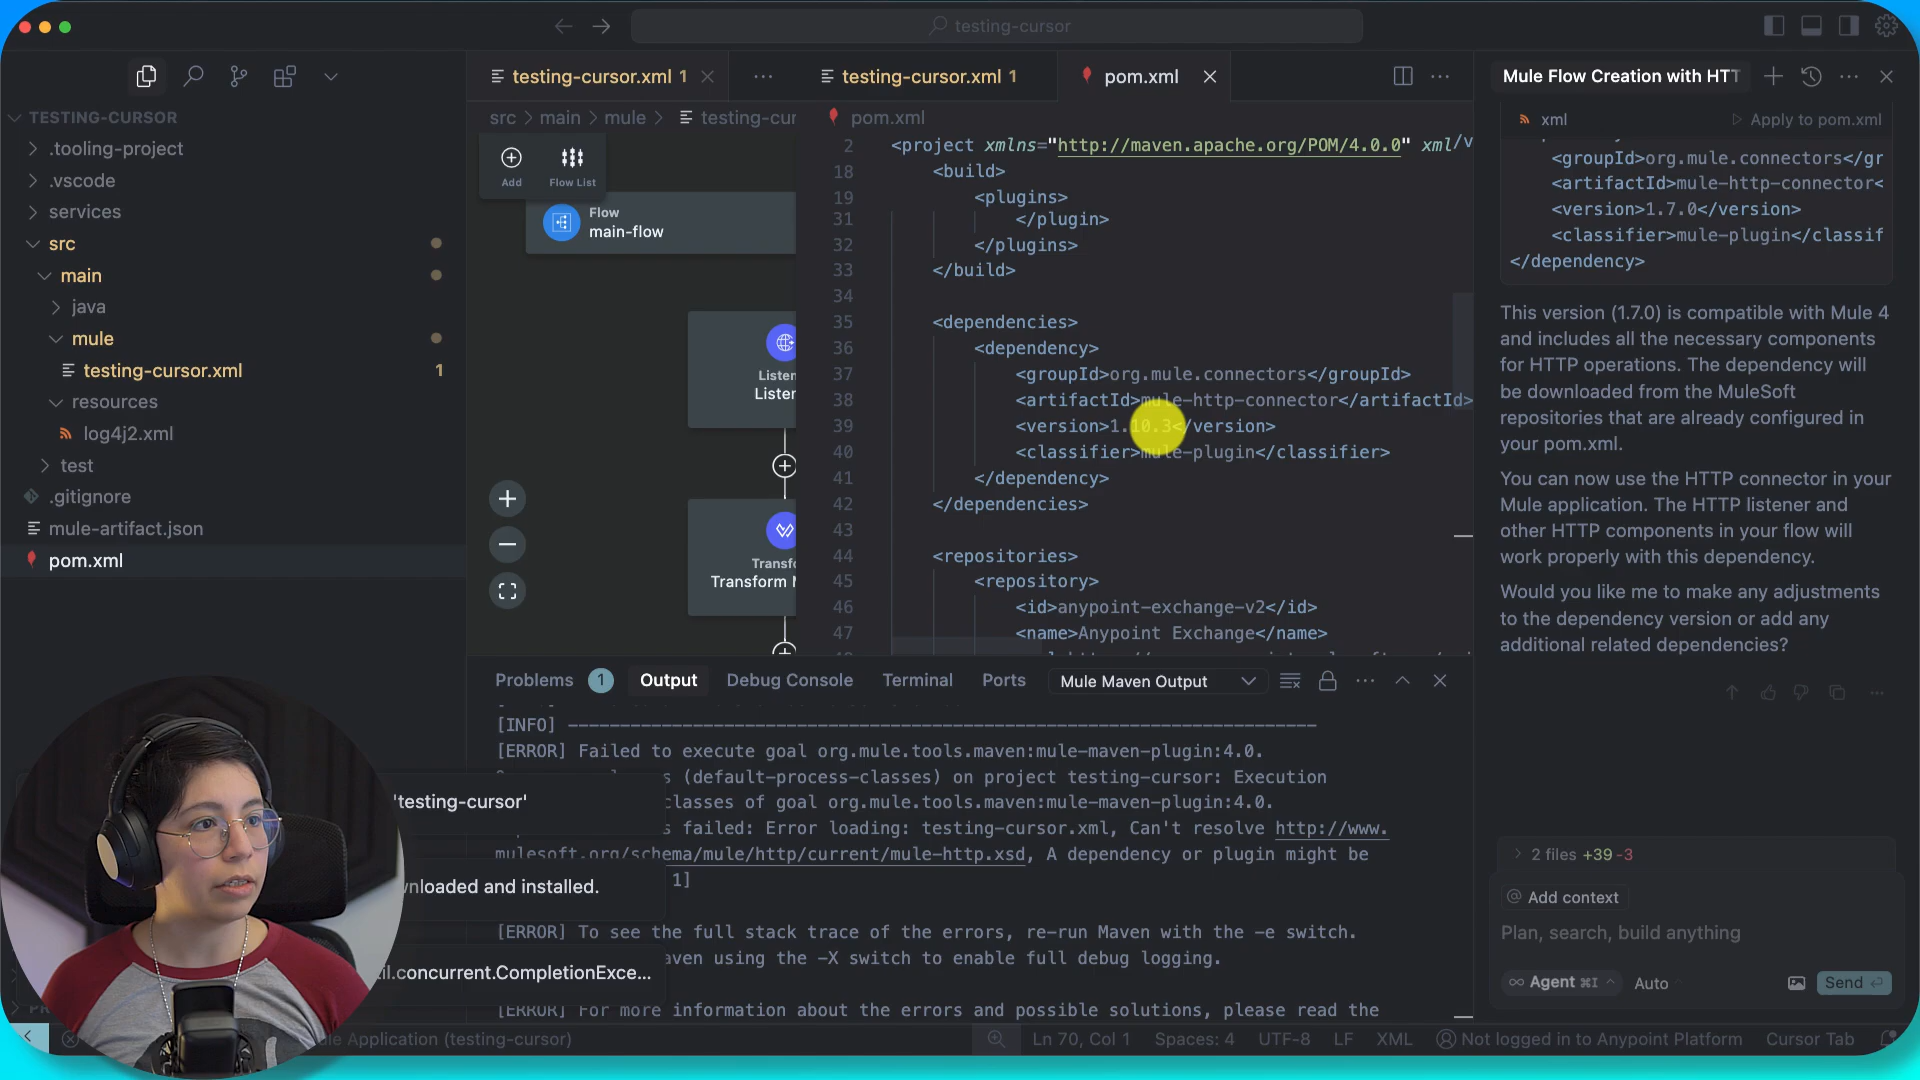 testing-cursor
TESTING-CURSOR
.tooling-project
.vscode
services
src
main
java
mule
testing-cursor.xml 1
resources
log4j2.xml
test
.gitignore
mule-artifact.json
pom.xml
testing-cursor.xml 1
testing-cursor.xml 1
pom.xml
src > main > mule > testing-cur
Add
Flow List
Flow
main-flow
Listen
Listen
Transfo
Transform M
pom.xml
2 <project xmlns="http://maven.apache.org/POM/4.0.0" xml
18 <build>
19 <plugins>
31 </plugin>
32 </plugins>
33 </build>
34
35 <dependencies>
36 <dependency>
37 <groupId>org.mule.connectors</groupId>
38 <artifactId>mule-http-connector</artifactId>
39 <version>1.10.3</version>
40 <classifier>mule-plugin</classifier>
41 </dependency>
42 </dependencies>
43
44 <repositories>
45 <repository>
46 <id>anypoint-exchange-v2</id>
47 <name>Anypoint Exchange</name>
Problems 1 Output Debug Console Terminal Ports Mule Maven Output
[INFO] ------------------------------------------------------------------------
[ERROR] Failed to execute goal org.mule.tools.maven:mule-maven-plugin:4.0.
(default-process-classes) on project testing-cursor: Execution
classes of goal org.mule.tools.maven:mule-maven-plugin:4.0.
failed: Error loading: testing-cursor.xml, Can't resolve http://www.
mulesoft.org/schema/mule/http/current/mule-http.xsd, A dependency or plugin might be
1]
[ERROR] To see the full stack trace of the errors, re-run Maven with the -e switch.
using the -X switch to enable full debug logging.
[ERROR] For more information about the errors and possible solutions, please read the
'testing-cursor'
wnloaded and installed.
til.concurrent.CompletionExce...
Mule Flow Creation with HTT
xml Apply to pom.xml
<groupId>org.mule.connectors</gr
<artifactId>mule-http-connector<
<version>1.7.0</version>
<classifier>mule-plugin</classif
</dependency>
This version (1.7.0) is compatible with Mule 4
and includes all the necessary components
for HTTP operations. The dependency will
be downloaded from the MuleSoft
repositories that are already configured in
your pom.xml.
You can now use the HTTP connector in your
Mule application. The HTTP listener and
other HTTP components in your flow will
work properly with this dependency.
Would you like me to make any adjustments
to the dependency version or add any
additional related dependencies?
2 files +39 -3
@ Add context
Plan, search, build anything
∞ Agent ⌘I Auto Send
Application (testing-cursor) Ln 70, Col 1 Spaces: 4 UTF-8 LF XML Not logged in to Anypoint Platform Cursor Tab